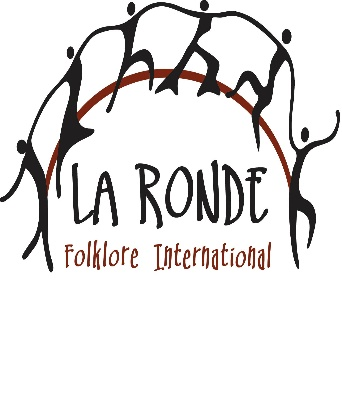 LA RONDE
Folklore International